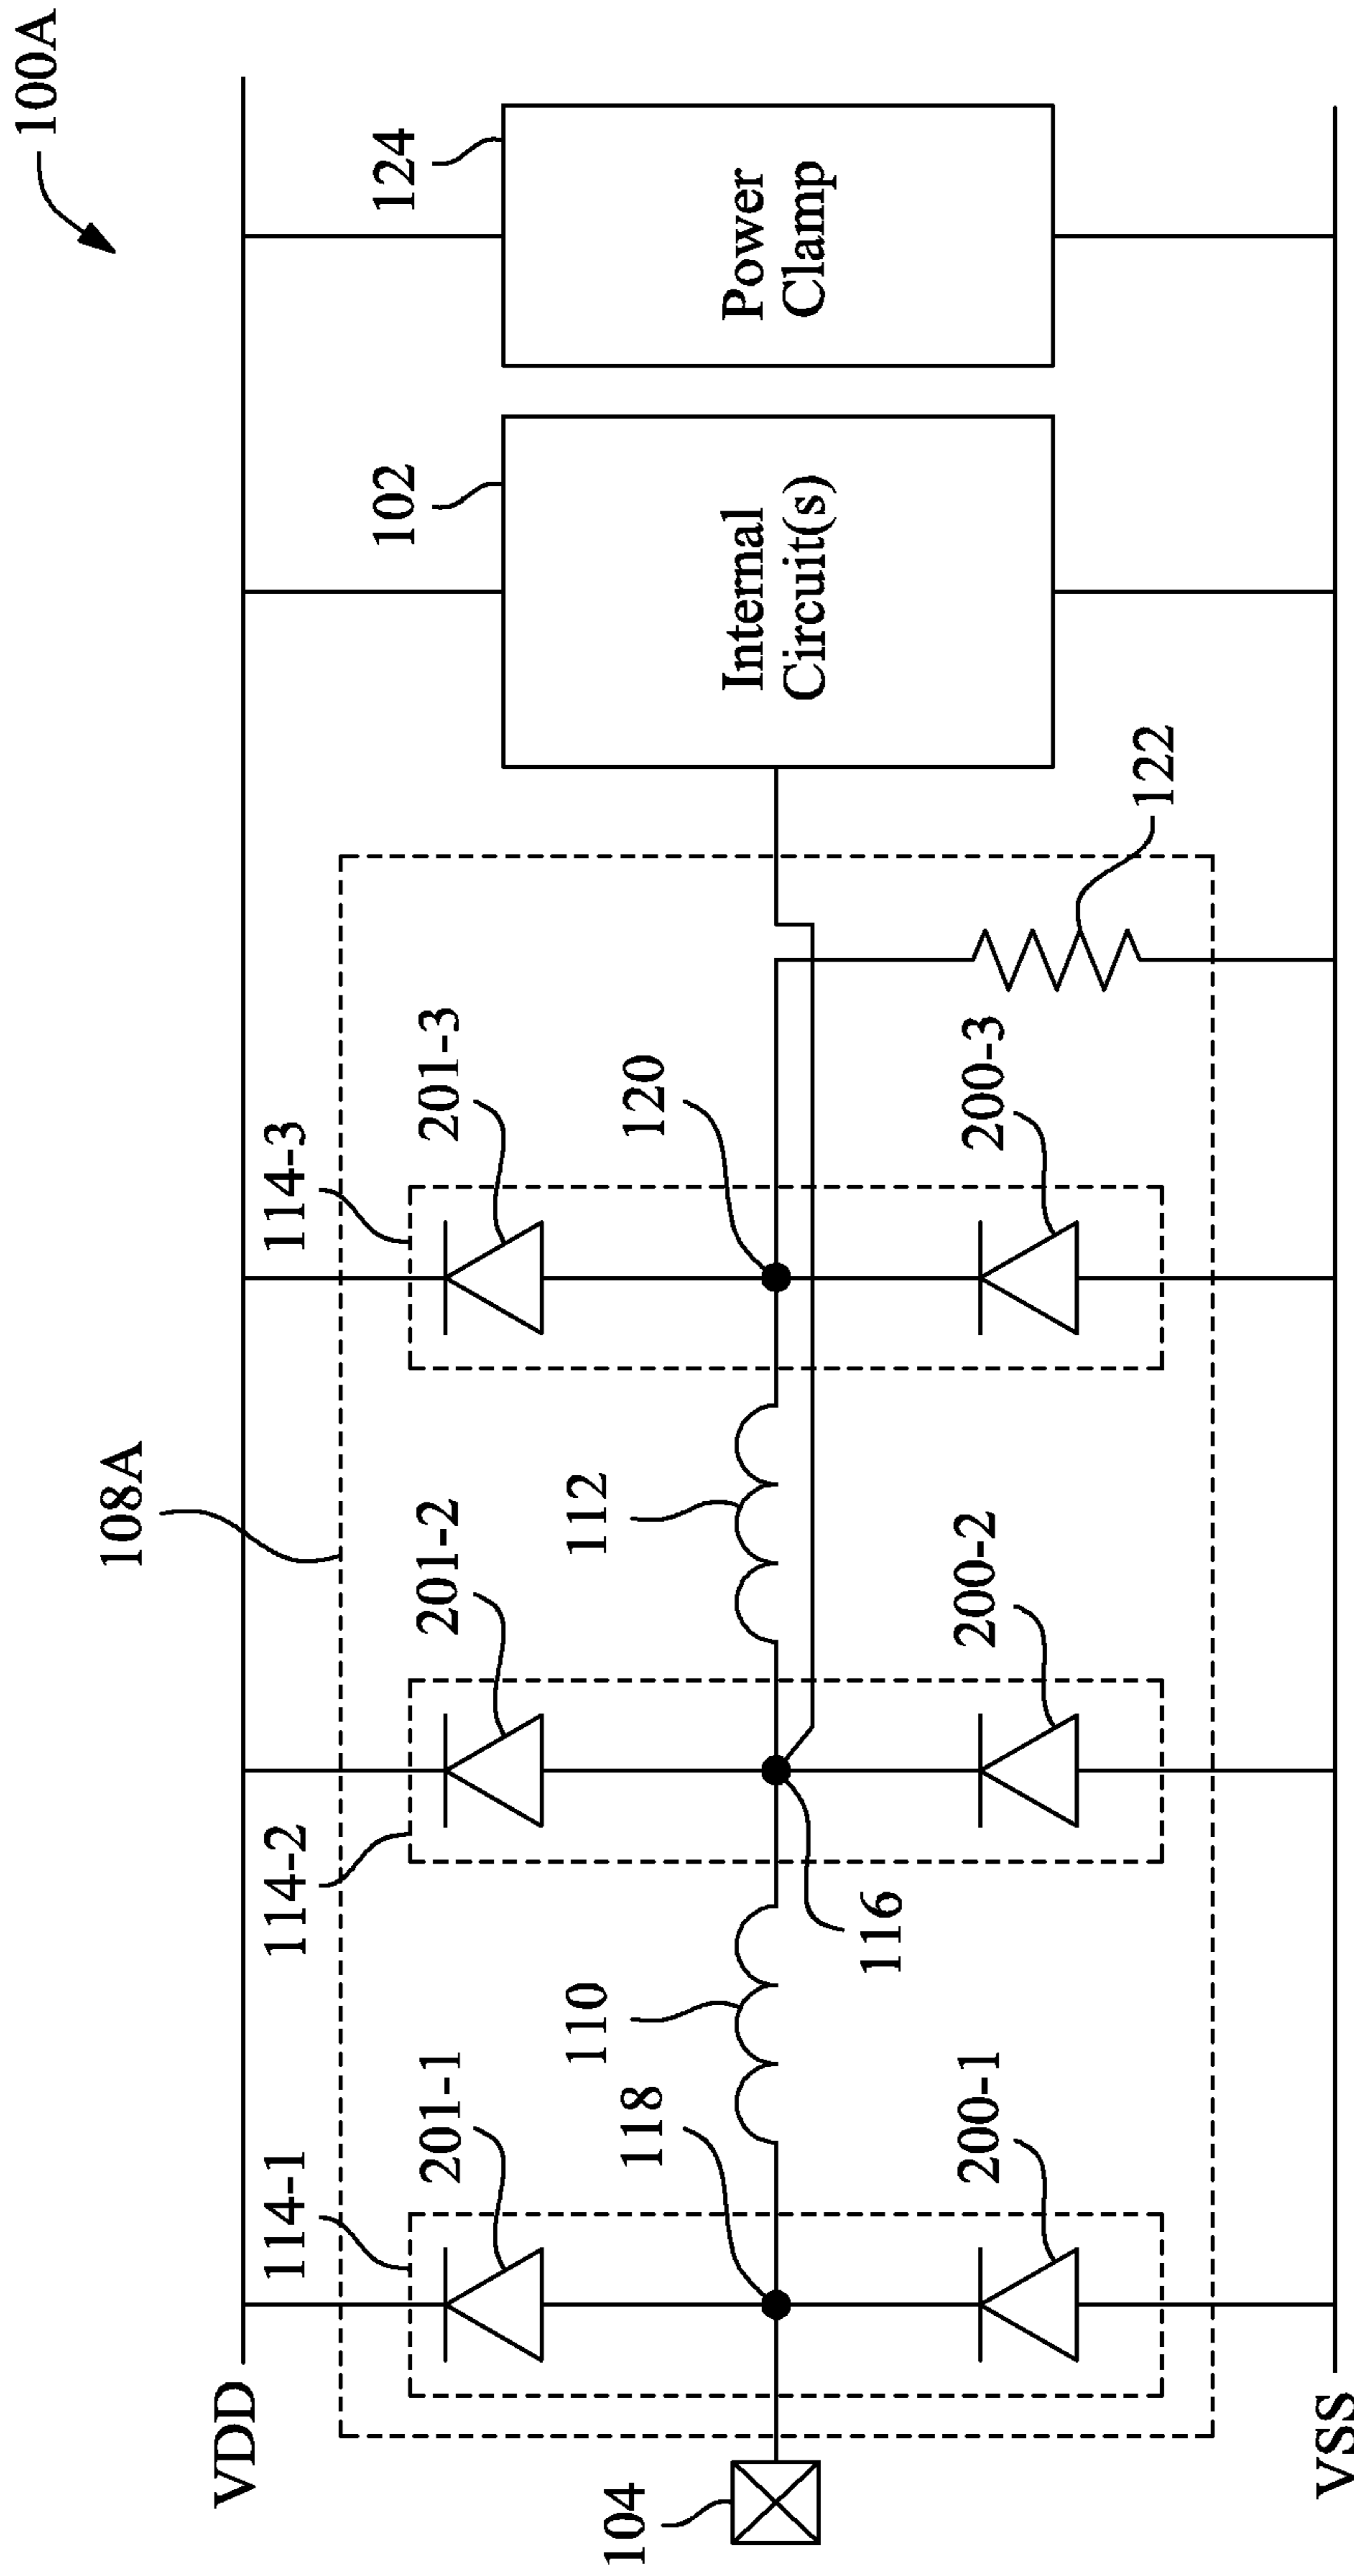 100A
108A
VDD
114-1
114-2
114-3
102
124
201-1
201-2
201-3
104
118
110
112
120
Internal
Circuit(s)
Power
Clamp
116
200-1
200-2
200-3
122
VSS